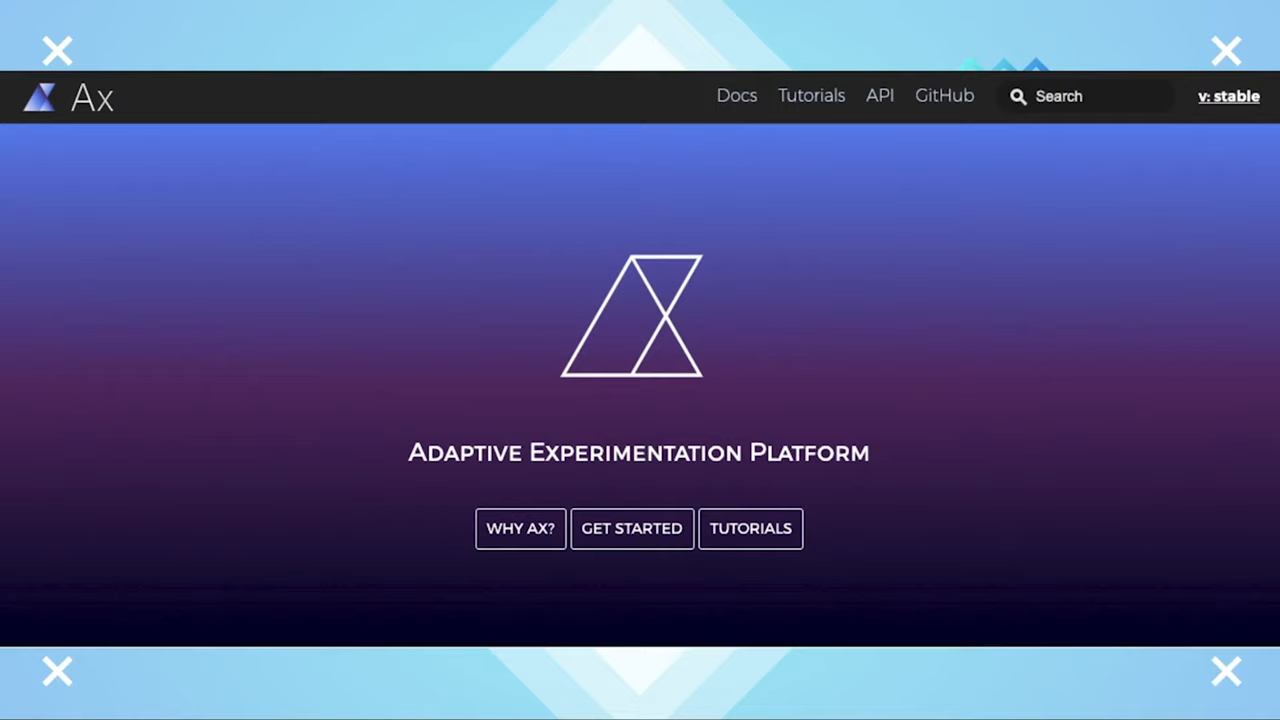 Ax
Docs Tutorials API GitHub Search v: stable
Adaptive Experimentation Platform
WHY AX? GET STARTED TUTORIALS